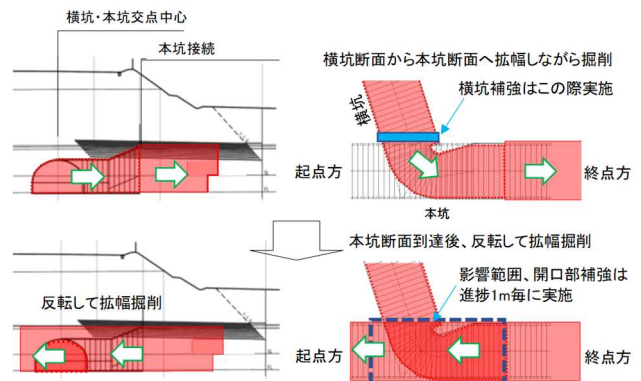 横坑・本坑交点中心
本坑接続
横坑断面から本坑断面へ拡幅しながら掘削
横坑補強はこの際実施
横坑
起点方
終点方
本坑
本坑断面到達後、反転して拡幅掘削
影響範囲、開口部補強は
進捗1m毎に実施
反転して拡幅掘削
起点方
終点方